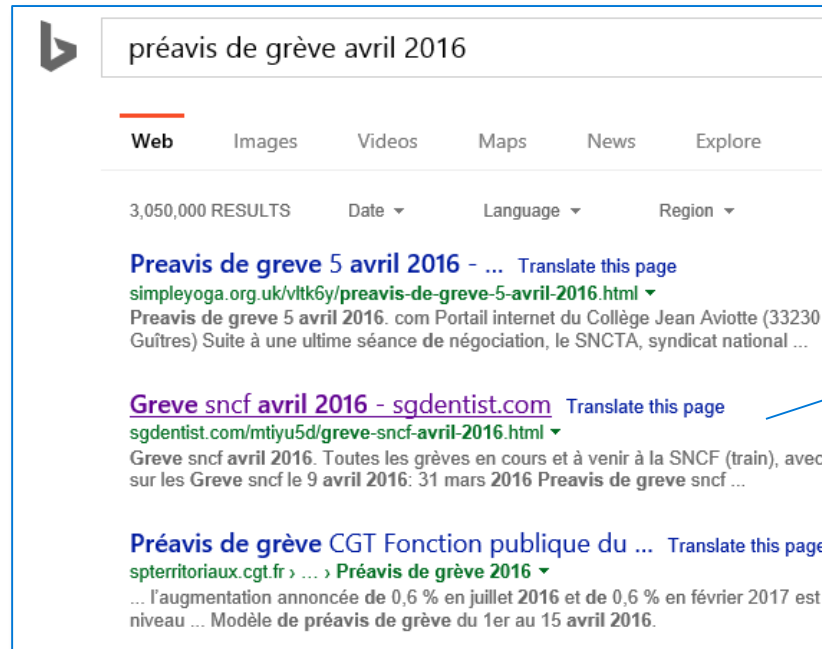 préavis de grève avril 2016
Web Images Videos Maps News Explore
3,050,000 RESULTS Date Language Region
Preavis de greve 5 avril 2016 - ... Translate this page
simpleyoga.org.uk/vltk6y/preavis-de-greve-5-avril-2016.html
Preavis de greve 5 avril 2016. com Portail internet du Collège Jean Aviotte (33230
Guîtres) Suite à une ultime séance de négociation, le SNCTA, syndicat national ...
Greve sncf avril 2016 - sgdentist.com Translate this page
sgdentist.com/mtiyu5d/greve-sncf-avril-2016.html
Greve sncf avril 2016. Toutes les grèves en cours et à venir à la SNCF (train), avec
sur les Greve sncf le 9 avril 2016: 31 mars 2016 Preavis de greve sncf ...
Préavis de grève CGT Fonction publique du ... Translate this page
spterritoriaux.cgt.fr › ... › Préavis de grève 2016
... l'augmentation annoncée de 0,6 % en juillet 2016 et de 0,6 % en février 2017 est
niveau ... Modèle de préavis de grève du 1er au 15 avril 2016.